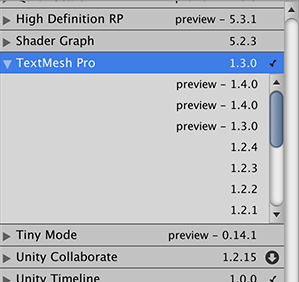 High Definition RP preview - 5.3.1
Shader Graph 5.2.3
TextMesh Pro 1.3.0
preview - 1.4.0
preview - 1.4.0
preview - 1.3.0
1.2.4
1.2.3
1.2.2
1.2.1
Tiny Mode preview - 0.14.1
Unity Collaborate 1.2.15
Unity Timeline 1.0.0